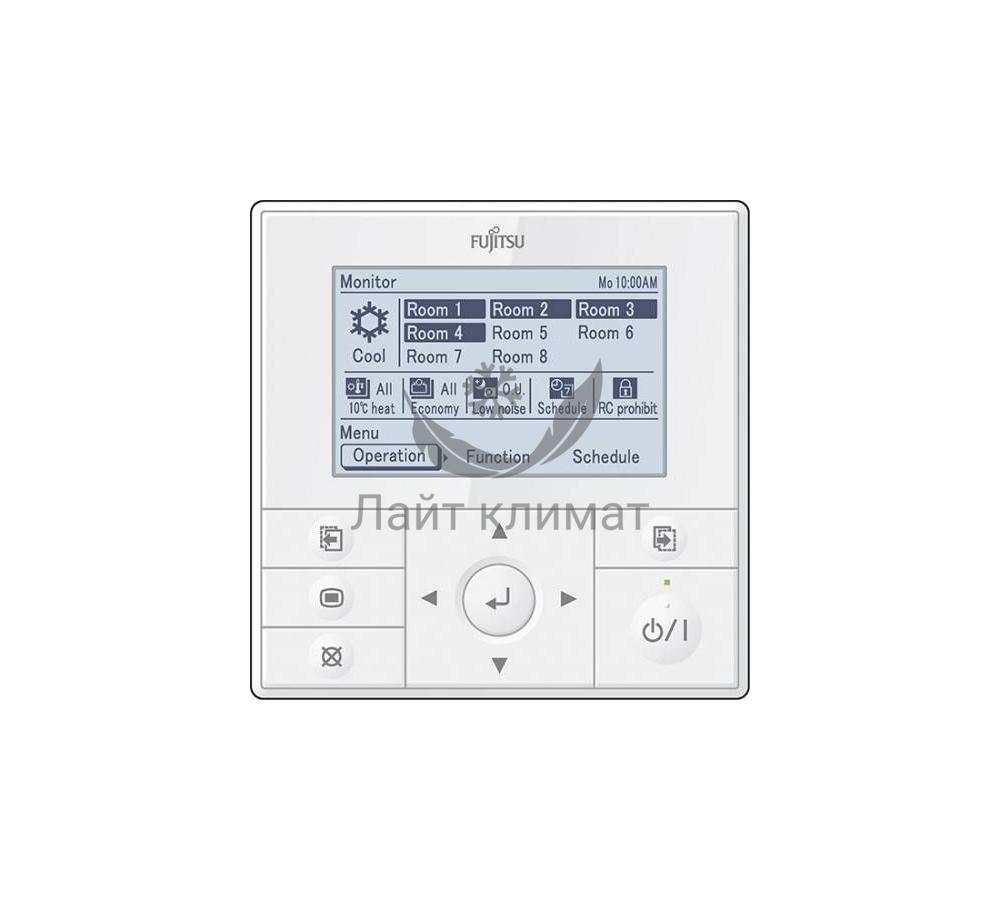 FUJITSU
Monitor Mo 10:00AM
Room 1 Room 2 Room 3
Room 4 Room 5 Room 6
Cool Room 7 Room 8
All All O.U. 7
10℃ heat Economy Low noise Schedule RC prohibit
Menu
Operation Function Schedule
Лайт климат